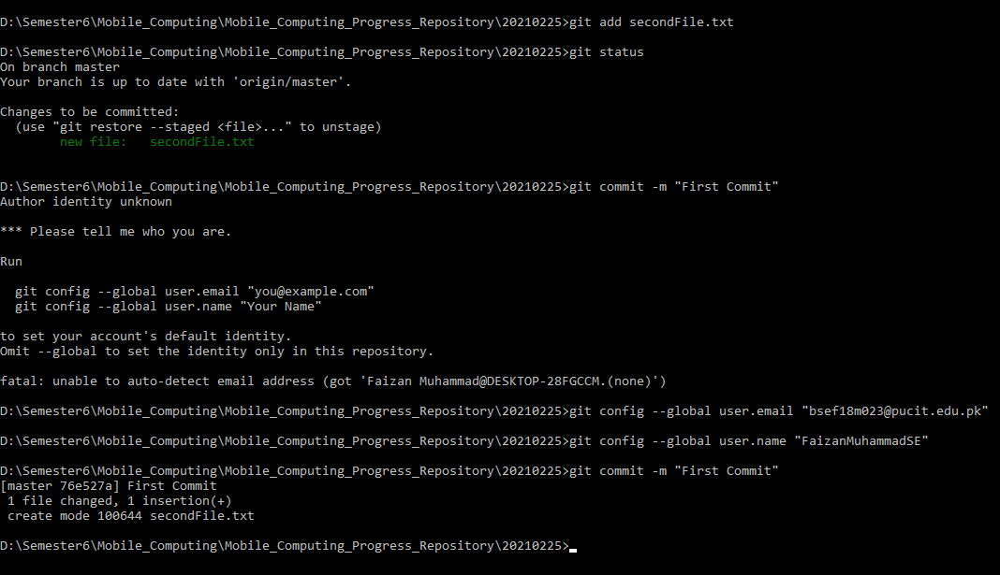 D:\Semester6\Mobile_Computing\Mobile_Computing_Progress_Repository\20210225>git add secondFile.txt
D:\Semester6\Mobile_Computing\Mobile_Computing_Progress_Repository\20210225>git status
On branch master
Your branch is up to date with 'origin/master'.
Changes to be committed:
  (use "git restore --staged <file>..." to unstage)
        new file:   secondFile.txt
D:\Semester6\Mobile_Computing\Mobile_Computing_Progress_Repository\20210225>git commit -m "First Commit"
Author identity unknown
*** Please tell me who you are.
Run
  git config --global user.email "you@example.com"
  git config --global user.name "Your Name"
to set your account's default identity.
Omit --global to set the identity only in this repository.
fatal: unable to auto-detect email address (got 'Faizan Muhammad@DESKTOP-28FGCCM.(none)')
D:\Semester6\Mobile_Computing\Mobile_Computing_Progress_Repository\20210225>git config --global user.email "bsef18m023@pucit.edu.pk"
D:\Semester6\Mobile_Computing\Mobile_Computing_Progress_Repository\20210225>git config --global user.name "FaizanMuhammadSE"
D:\Semester6\Mobile_Computing\Mobile_Computing_Progress_Repository\20210225>git commit -m "First Commit"
[master 76e527a] First Commit
 1 file changed, 1 insertion(+)
 create mode 100644 secondFile.txt
D:\Semester6\Mobile_Computing\Mobile_Computing_Progress_Repository\20210225>